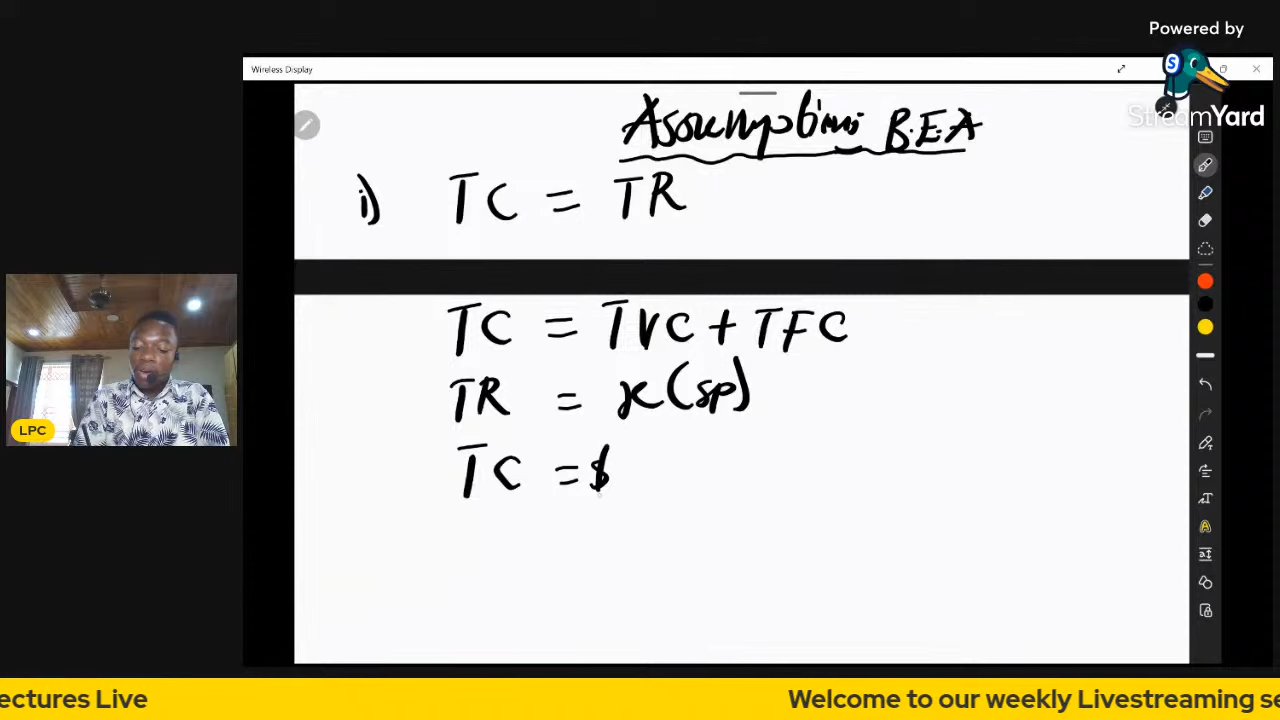 Powered by
StreamYard
Wireless Display
Assumptions B.E.A
i) TC = TR
TC = TVC + TFC
TR = x(sp)
TC = $
LPC
ectures Live
Welcome to our weekly Livestreaming se